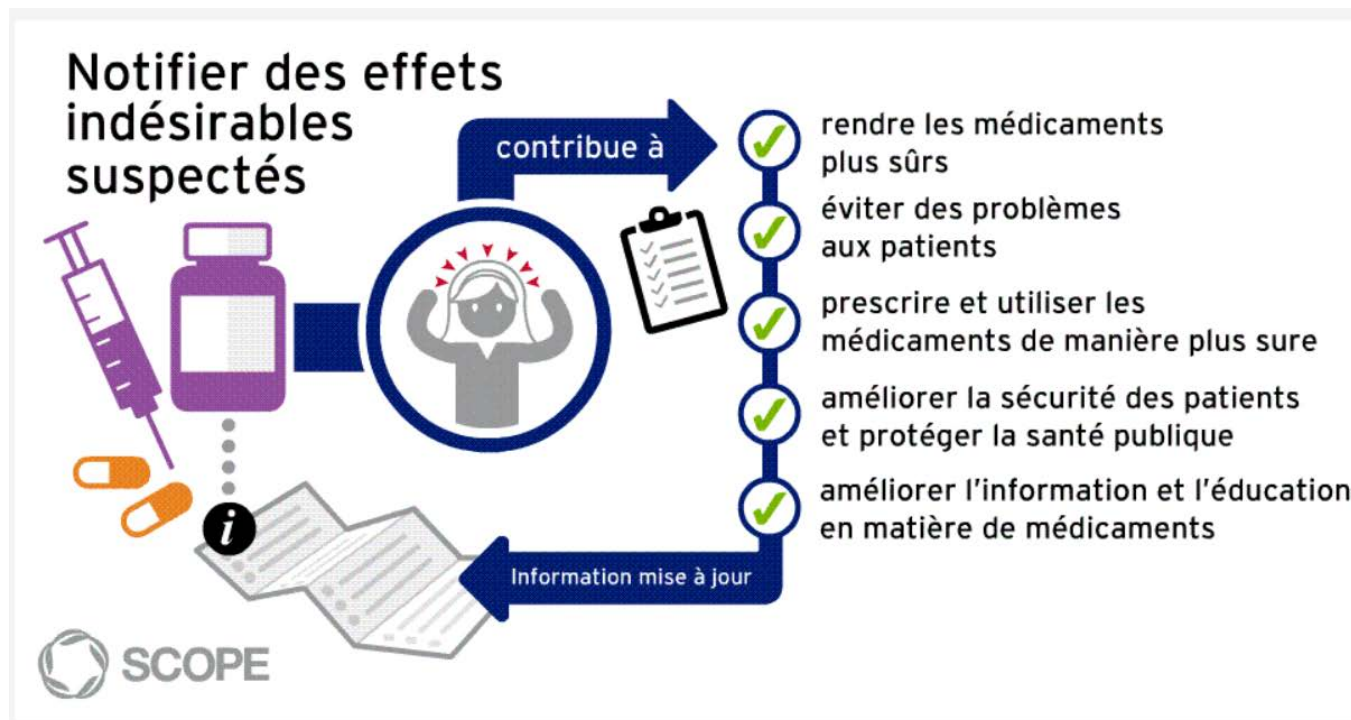 Notifier des effets
indésirables
suspectés
contribue à
rendre les médicaments
plus sûrs
éviter des problèmes
aux patients
prescrire et utiliser les
médicaments de manière plus sure
améliorer la sécurité des patients
et protéger la santé publique
améliorer l'information et l'éducation
en matière de médicaments
i
Information mise à jour
SCOPE